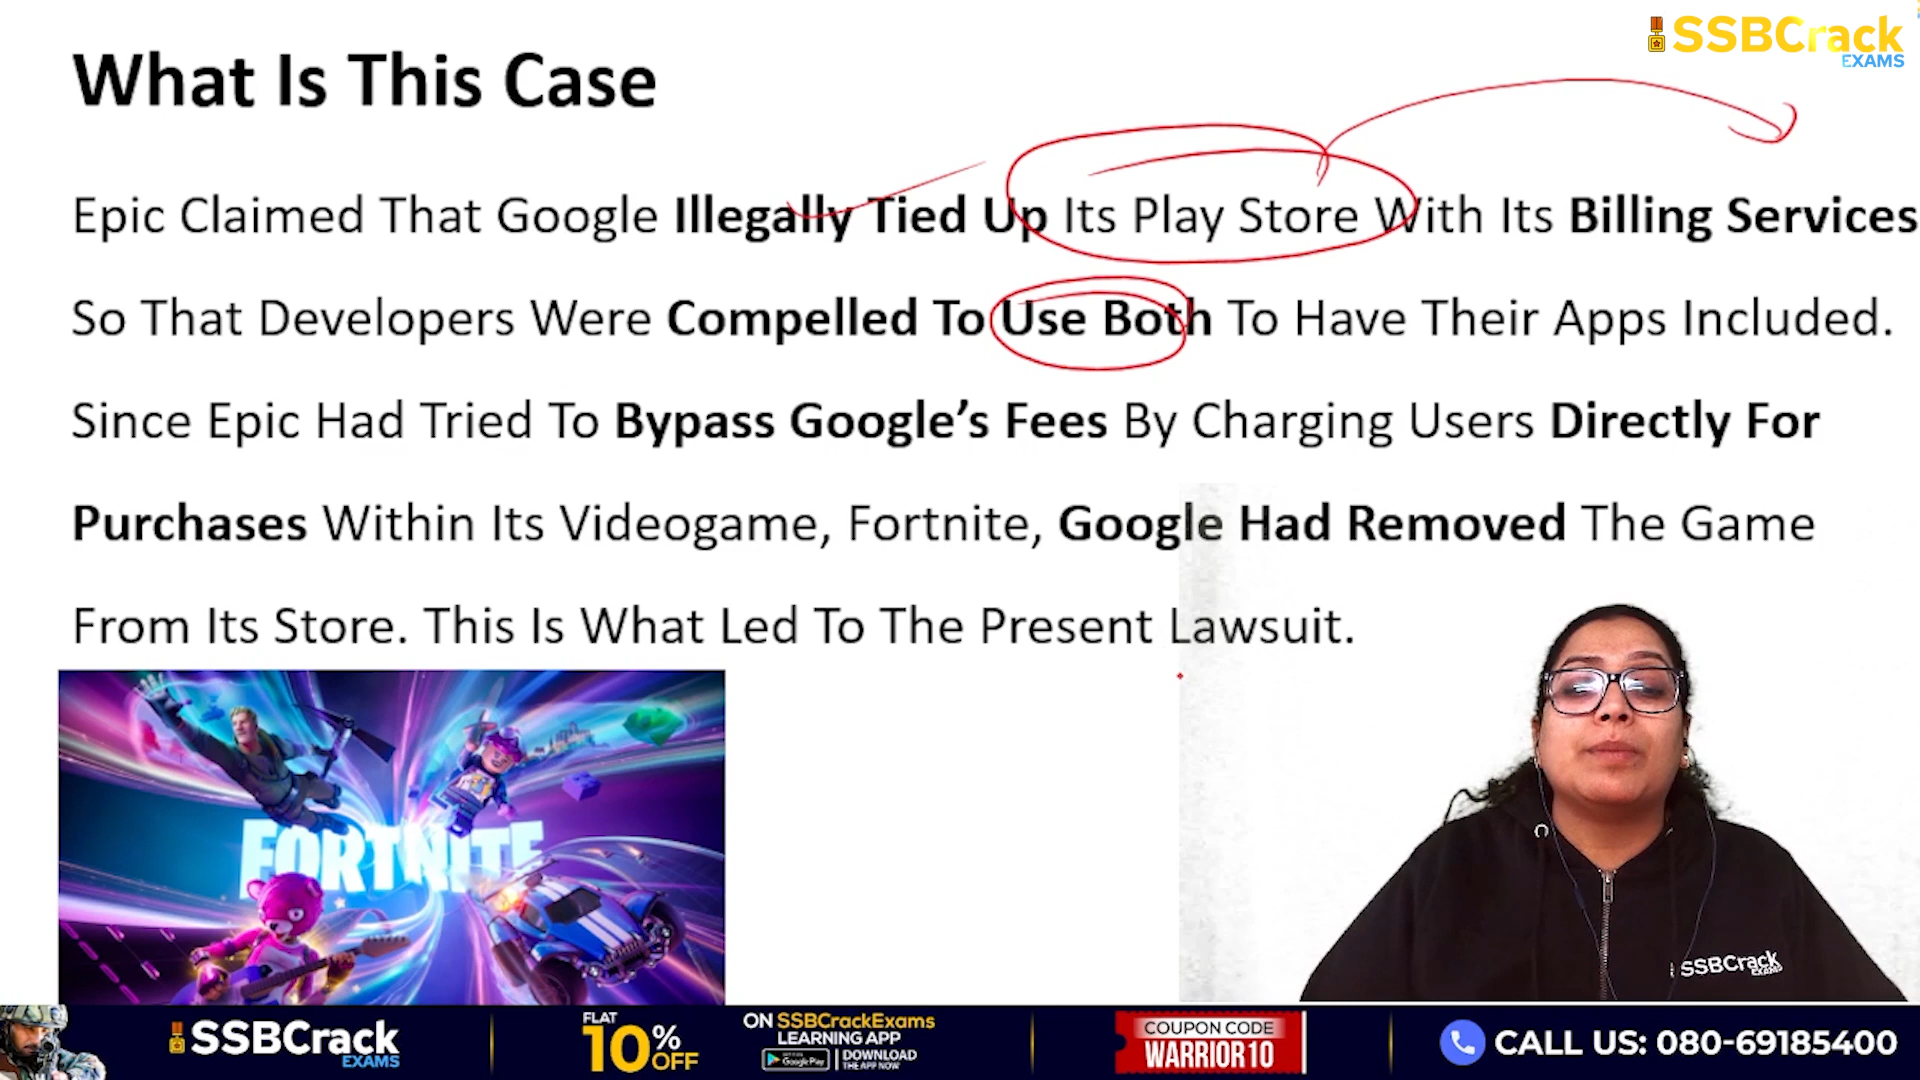 SSBCrack
EXAMS
What Is This Case
Epic Claimed That Google Illegally Tied Up Its Play Store With Its Billing Services
So That Developers Were Compelled To Use Both To Have Their Apps Included.
Since Epic Had Tried To Bypass Google’s Fees By Charging Users Directly For
Purchases Within Its Videogame, Fortnite, Google Had Removed The Game
From Its Store. This Is What Led To The Present Lawsuit.
FORTNITE
SSBCrack
EXAMS
SSBCrack
EXAMS
FLAT
10% OFF
ON SSBCrackExams
LEARNING APP
Google Play
DOWNLOAD
THE APP NOW
COUPON CODE
WARRIOR10
CALL US: 080-69185400